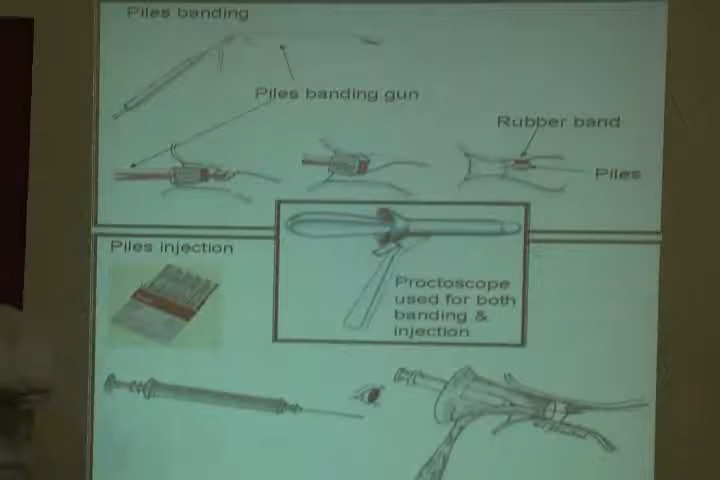 Piles banding
Piles banding gun
Rubber band
Piles
Piles injection
Proctoscope
used for both
banding &
injection